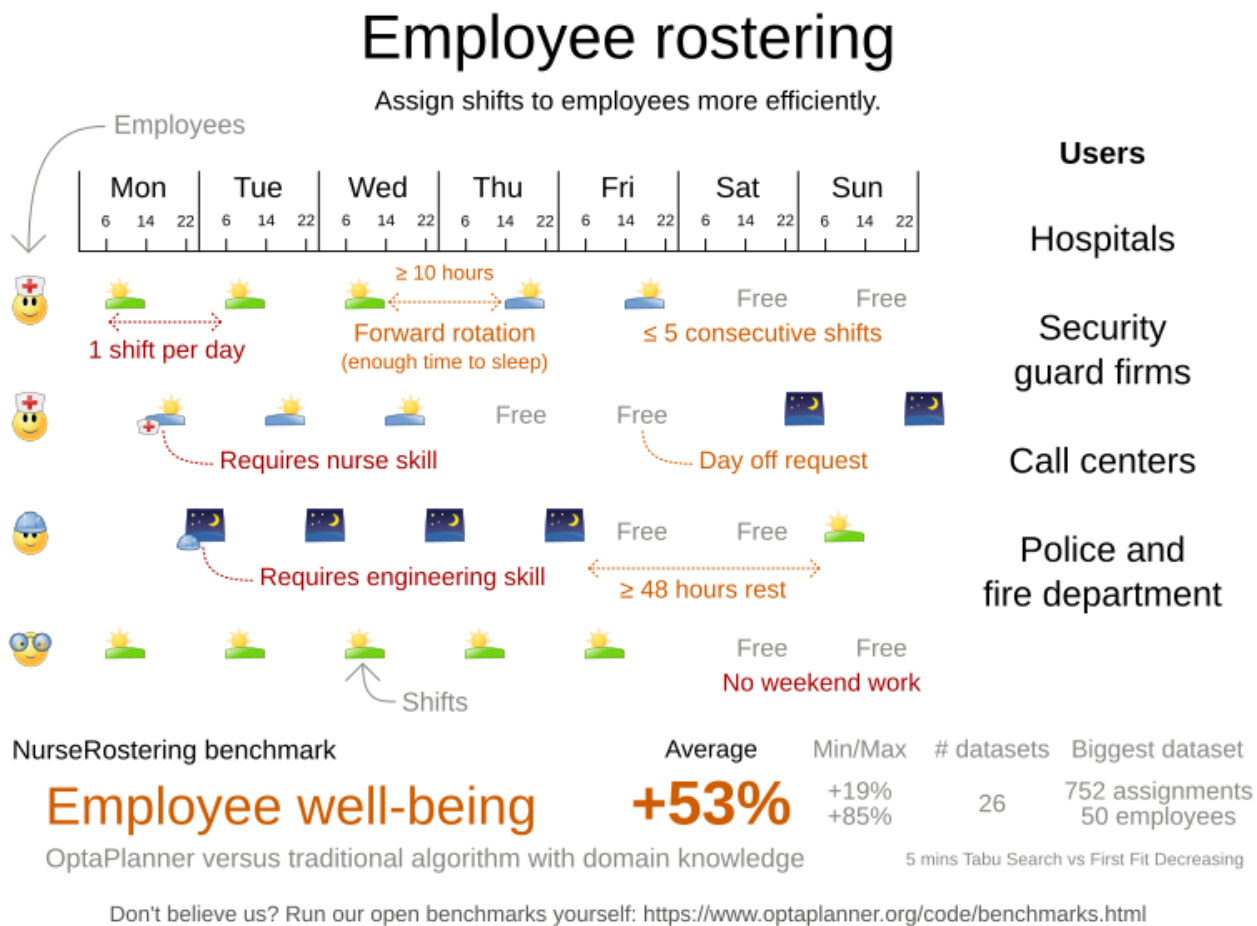 Employee rostering
Assign shifts to employees more efficiently.
Employees
Users
Mon Tue Wed Thu Fri Sat Sun
6 14 22 6 14 22 6 14 22 6 14 22 6 14 22 6 14 22 6 14 22
Hospitals
≥ 10 hours
Free Free
1 shift per day
Forward rotation
(enough time to sleep)
≤ 5 consecutive shifts
Security
guard firms
Free Free
Requires nurse skill
Day off request
Call centers
Free Free
Requires engineering skill
≥ 48 hours rest
Police and
fire department
Free Free
No weekend work
Shifts
NurseRostering benchmark
Average Min/Max # datasets Biggest dataset
Employee well-being
+53%
+19%
+85%
26
752 assignments
50 employees
OptaPlanner versus traditional algorithm with domain knowledge
5 mins Tabu Search vs First Fit Decreasing
Don't believe us? Run our open benchmarks yourself: https://www.optaplanner.org/code/benchmarks.html